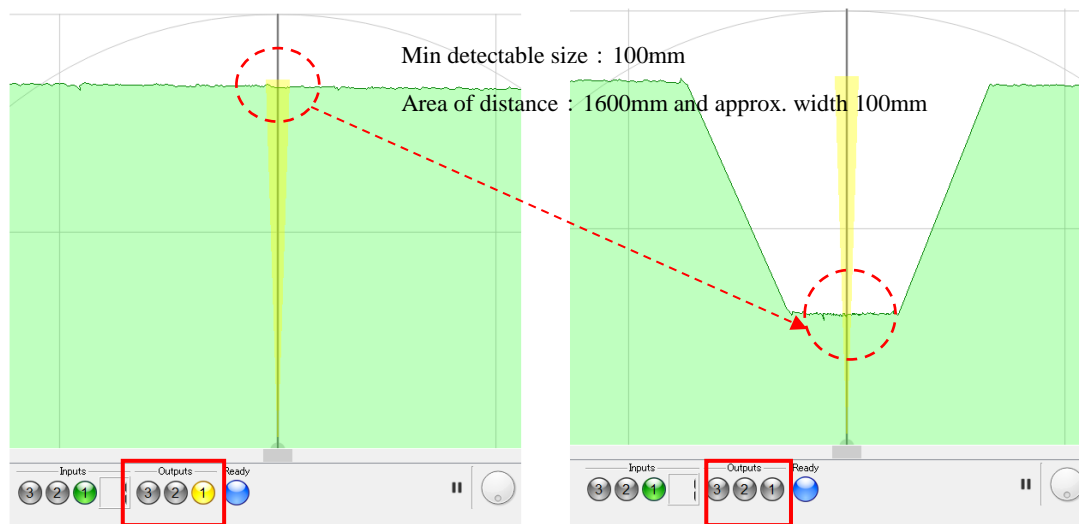 Min detectable size：100mm
Area of distance：1600mm and approx. width 100mm
Inputs Outputs Ready
3 2 1 3 2 1
Inputs Outputs Ready
3 2 1 3 2 1